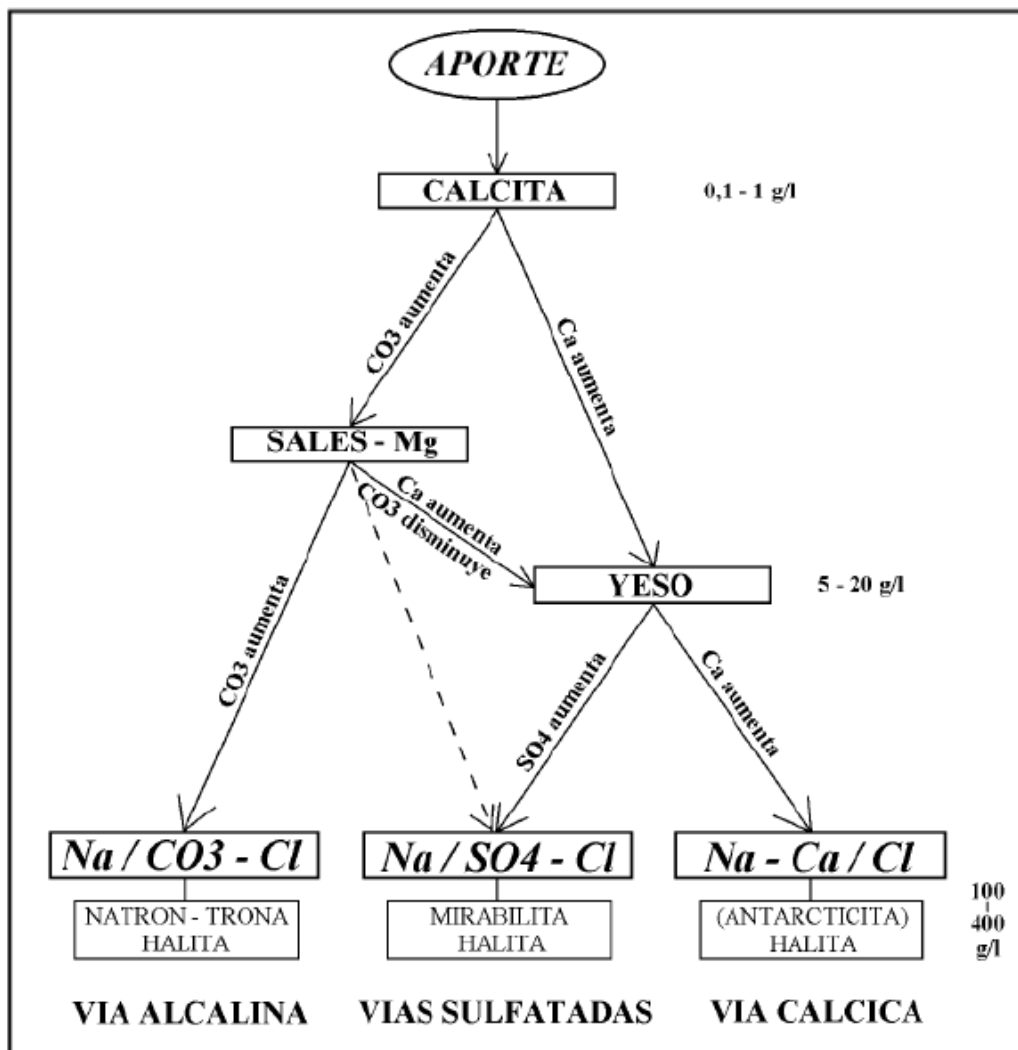 APORTE
CALCITA
0,1 - 1 g/l
CO3 aumenta
Ca aumenta
SALES - Mg
Ca aumenta
CO3 disminuye
YESO
5 - 20 g/l
CO3 aumenta
SO4 aumenta
Ca aumenta
Na / CO3 - Cl
Na / SO4 - Cl
Na - Ca / Cl
NATRON - TRONA
HALITA
MIRABILITA
HALITA
(ANTARCTICITA)
HALITA
100
|
400
g/l
VIA ALCALINA
VIAS SULFATADAS
VIA CALCICA